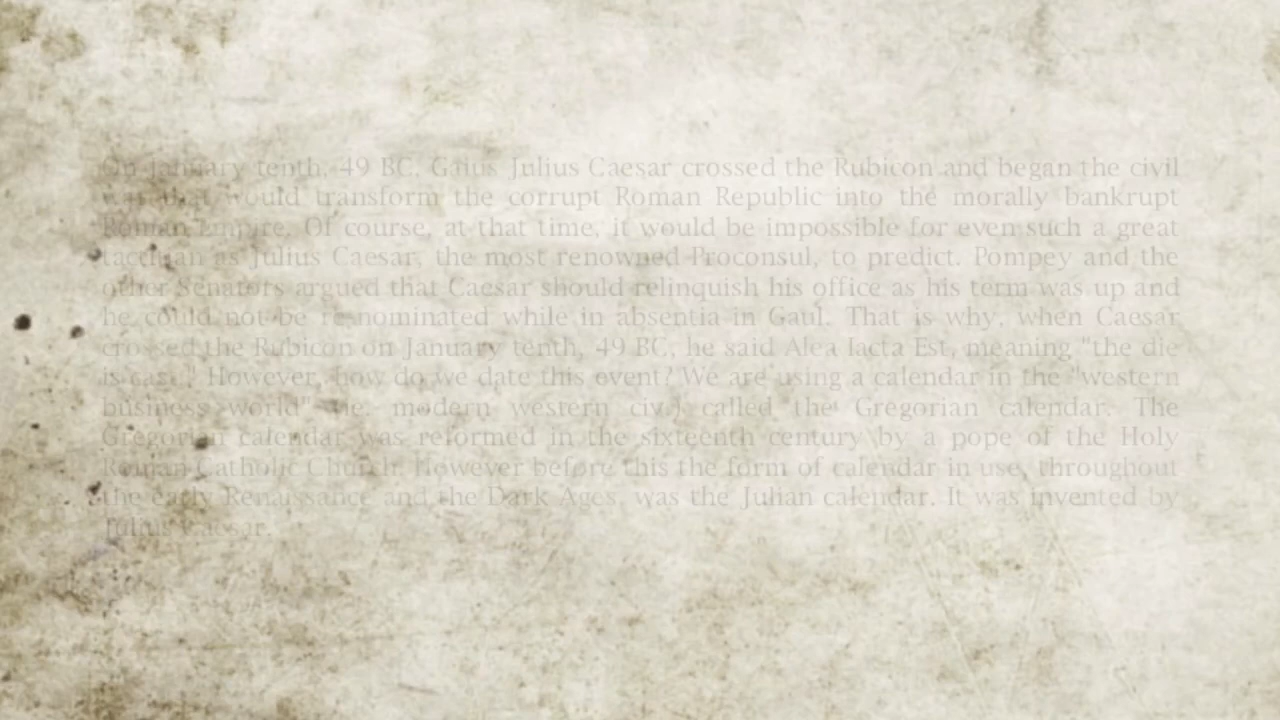 On January tenth, 49 BC, Gaius Julius Caesar crossed the Rubicon and began the civil
war that would transform the corrupt Roman Republic into the morally bankrupt
Roman Empire. Of course, at that time, it would be impossible for even such a great
tactician as Julius Caesar, the most renowned Proconsul, to predict. Pompey and the
other Senators argued that Caesar should relinquish his office as his term was up and
he could not be re-nominated while in absentia in Gaul. That is why, when Caesar
crossed the Rubicon on January tenth, 49 BC, he said Alea Iacta Est, meaning "the die
is cast." However, how do we date this event? We are using a calendar in the "western
business world" modern western called the Gregorian calendar. The
Gregorian calendar was reformed in the sixteenth century by a pope of the Holy
Roman Catholic Church. However before this the form of calendar in use, throughout
the early Renaissance and the Dark Ages, was the Julian calendar. It was invented by
Julius Caesar.